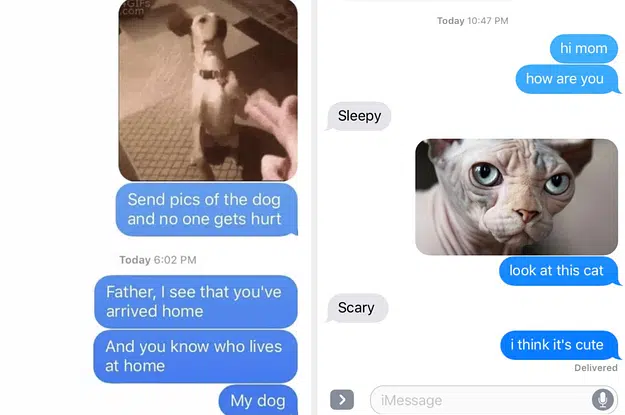 GIFs
.com
Send pics of the dog
and no one gets hurt
Today 6:02 PM
Father, I see that you've
arrived home
And you know who lives
at home
My dog
Today 10:47 PM
hi mom
how are you
Sleepy
look at this cat
Scary
i think it's cute
Delivered
iMessage